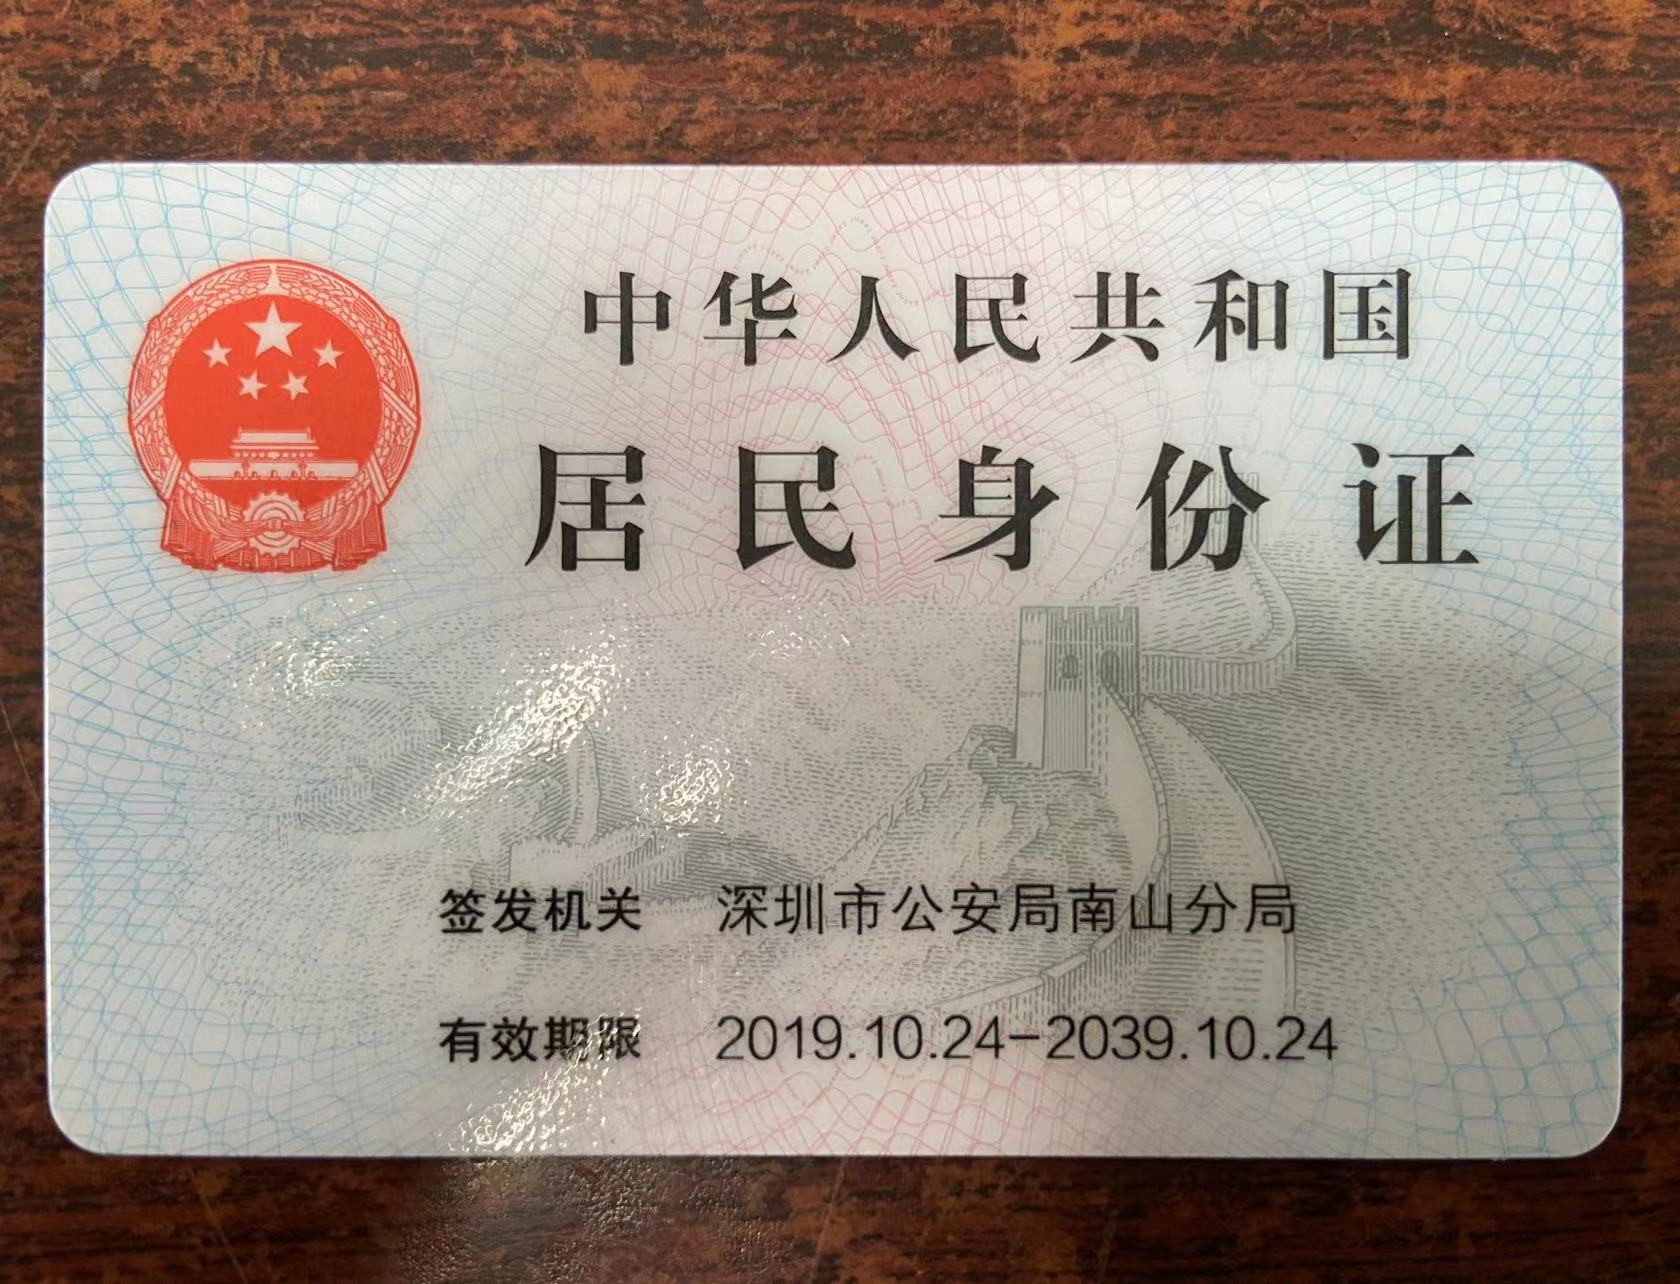 中华人民共和国
居民身份证
签发机关 深圳市公安局南山分局
有效期限 2019.10.24-2039.10.24